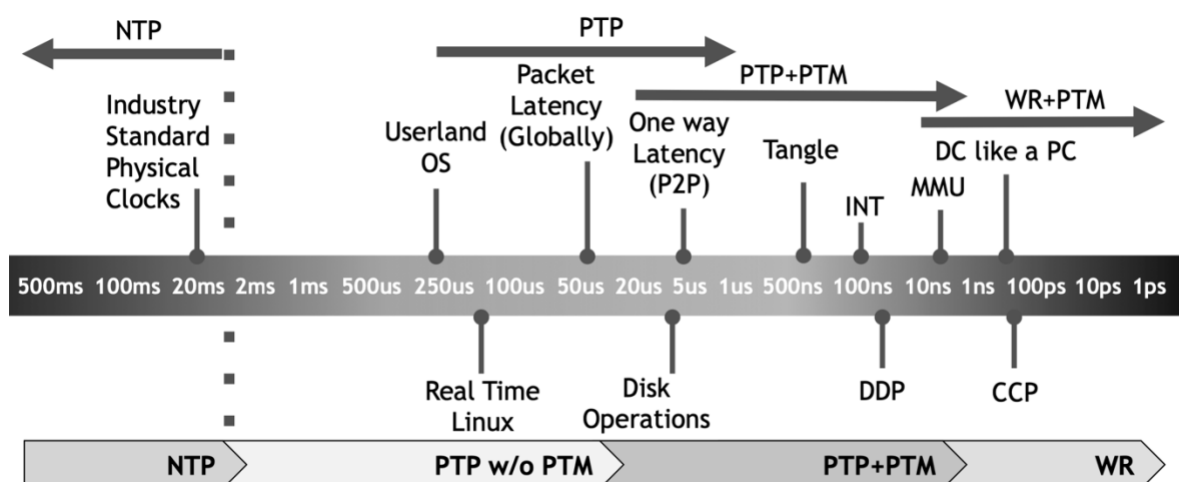 NTP
PTP
PTP+PTM
WR+PTM
Industry
Standard
Physical
Clocks
Userland
OS
Packet
Latency
(Globally)
One way
Latency
(P2P)
Tangle
INT
MMU
DC like a PC
500ms 100ms 20ms 2ms 1ms 500us 250us 100us 50us 20us 5us 1us 500ns 100ns 10ns 1ns 100ps 10ps 1ps
Real Time
Linux
Disk
Operations
DDP
CCP
NTP
PTP w/o PTM
PTP+PTM
WR